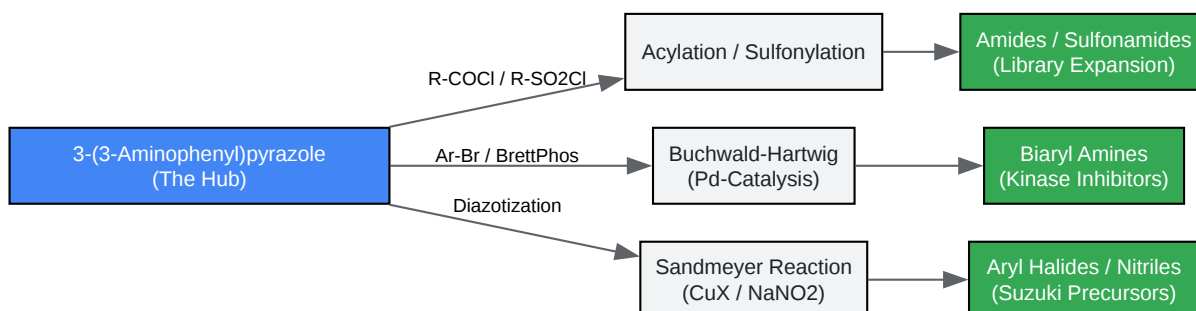 R-COCl / R-SO2Cl
Acylation / Sulfonylation
Amides / Sulfonamides
(Library Expansion)
3-(3-Aminophenyl)pyrazole
(The Hub)
Ar-Br / BrettPhos
Buchwald-Hartwig
(Pd-Catalysis)
Biaryl Amines
(Kinase Inhibitors)
Diazotization
Sandmeyer Reaction
(CuX / NaNO2)
Aryl Halides / Nitriles
(Suzuki Precursors)